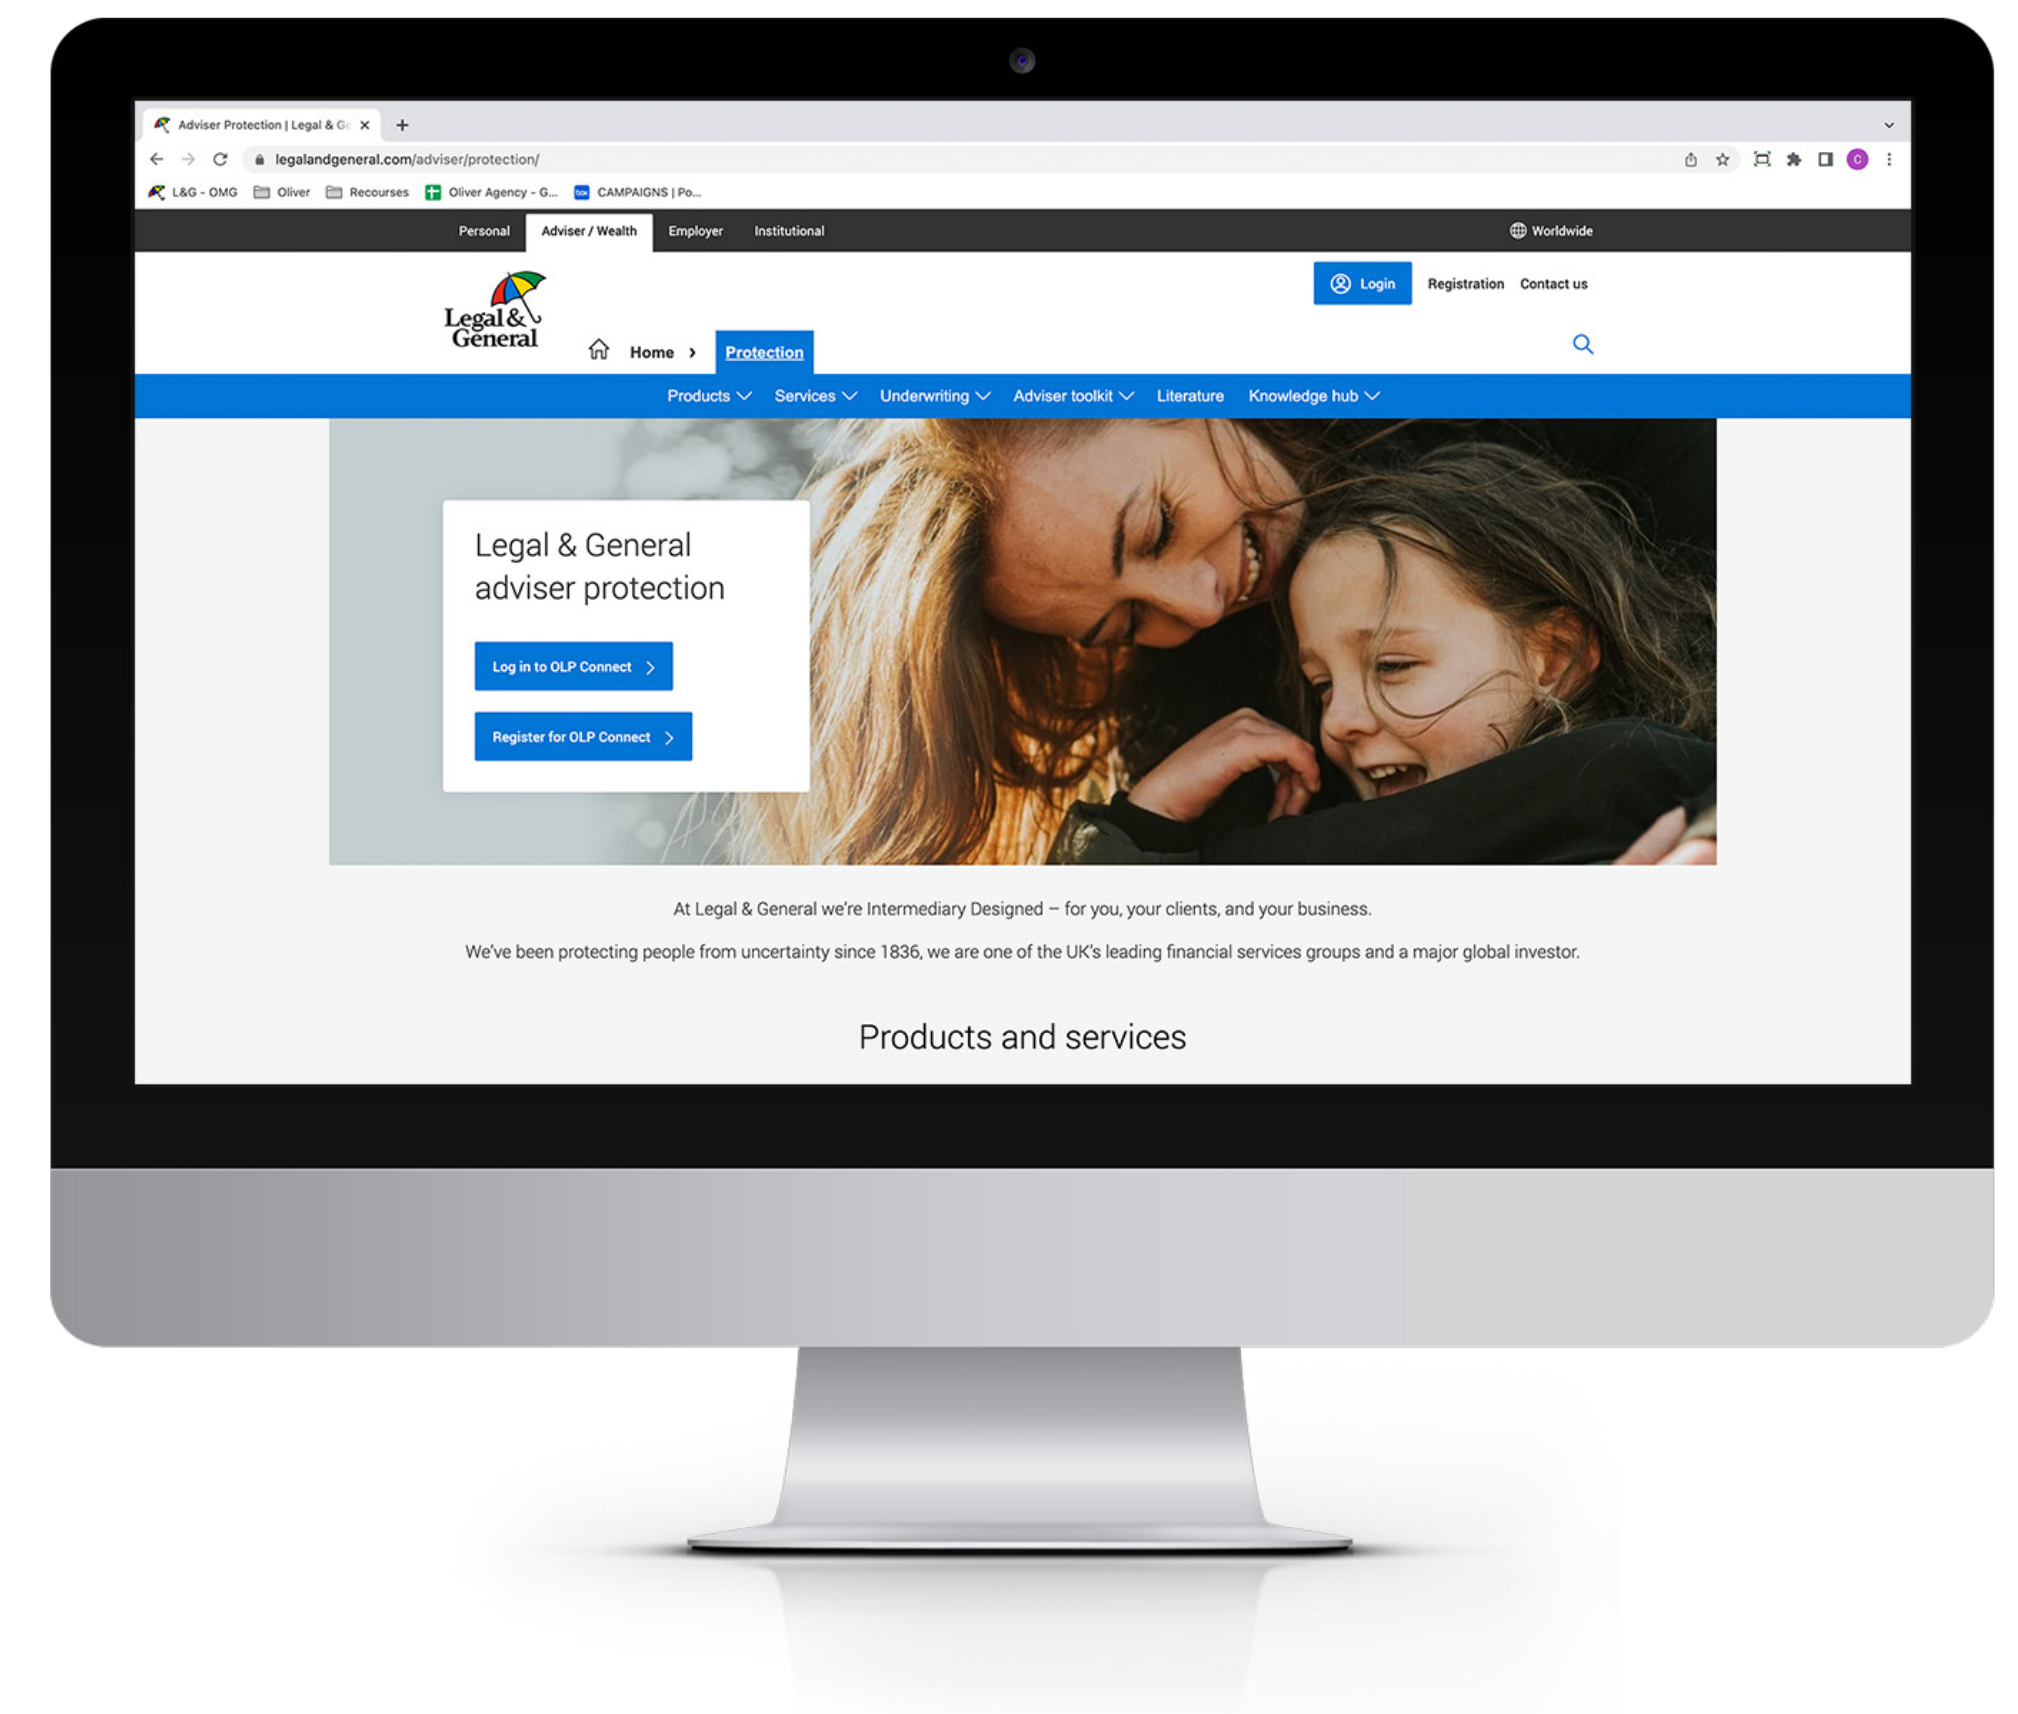 Adviser Protection | Legal & Ge
legalandgeneral.com/adviser/protection/
L&G - OMG Oliver Recourses Oliver Agency - G... box CAMPAIGNS | Po...
Personal Adviser / Wealth Employer Institutional Worldwide
Login Registration Contact us
Legal &
General
Home Protection
Products Services Underwriting Adviser toolkit Literature Knowledge hub
Legal & General
adviser protection
Log in to OLP Connect
Register for OLP Connect
At Legal & General we're Intermediary Designed – for you, your clients, and your business.
We've been protecting people from uncertainty since 1836, we are one of the UK's leading financial services groups and a major global investor.
Products and services